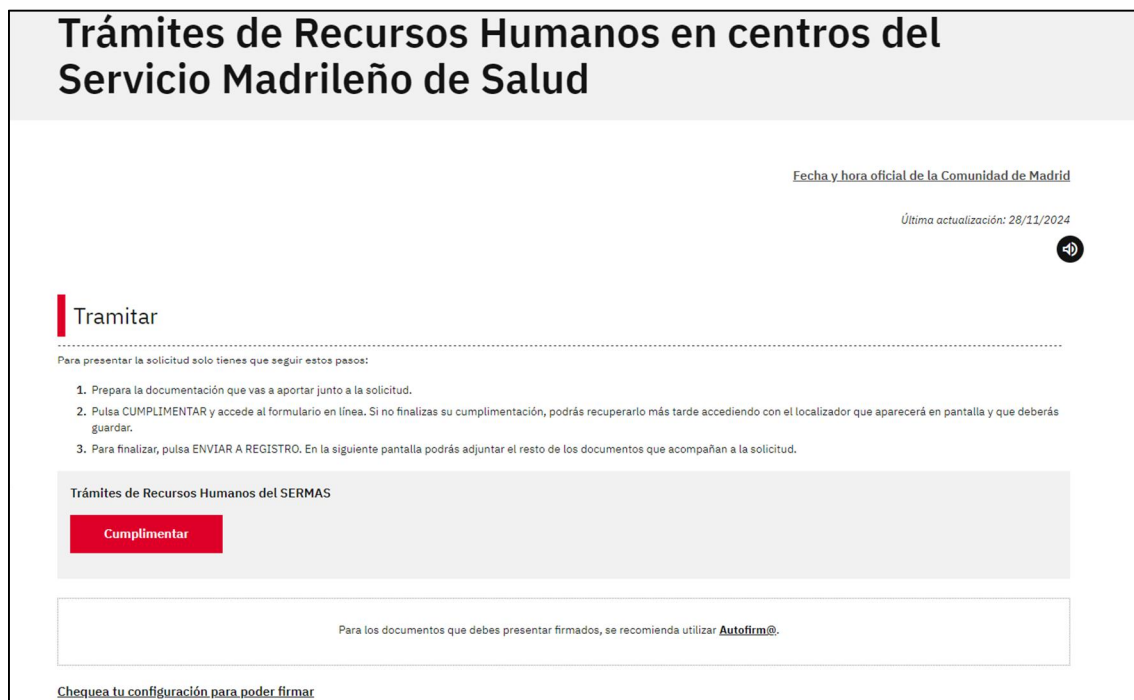 Trámites de Recursos Humanos en centros del
Servicio Madrileño de Salud
Fecha y hora oficial de la Comunidad de Madrid
Última actualización: 28/11/2024
Tramitar
Para presentar la solicitud solo tienes que seguir estos pasos:
1. Prepara la documentación que vas a aportar junto a la solicitud.
2. Pulsa CUMPLIMENTAR y accede al formulario en línea. Si no finalizas su cumplimentación, podrás recuperarlo más tarde accediendo con el localizador que aparecerá en pantalla y que deberás
guardar.
3. Para finalizar, pulsa ENVIAR A REGISTRO. En la siguiente pantalla podrás adjuntar el resto de los documentos que acompañan a la solicitud.
Trámites de Recursos Humanos del SERMAS
Cumplimentar
Para los documentos que debes presentar firmados, se recomienda utilizar Autofirm@.
Chequea tu configuración para poder firmar